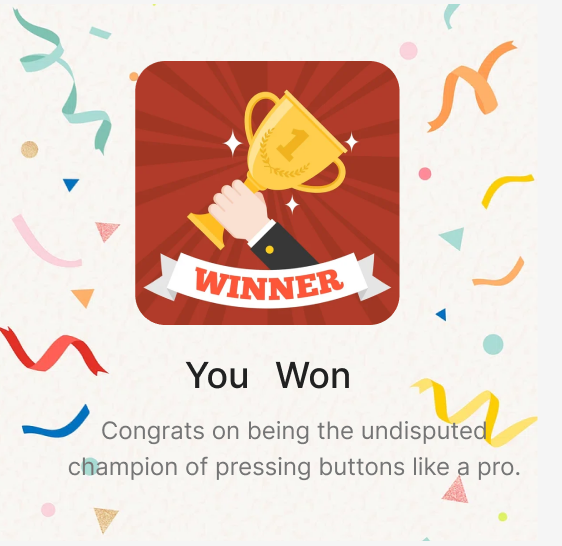 1
WINNER
You Won
Congrats on being the undisputed
champion of pressing buttons like a pro.